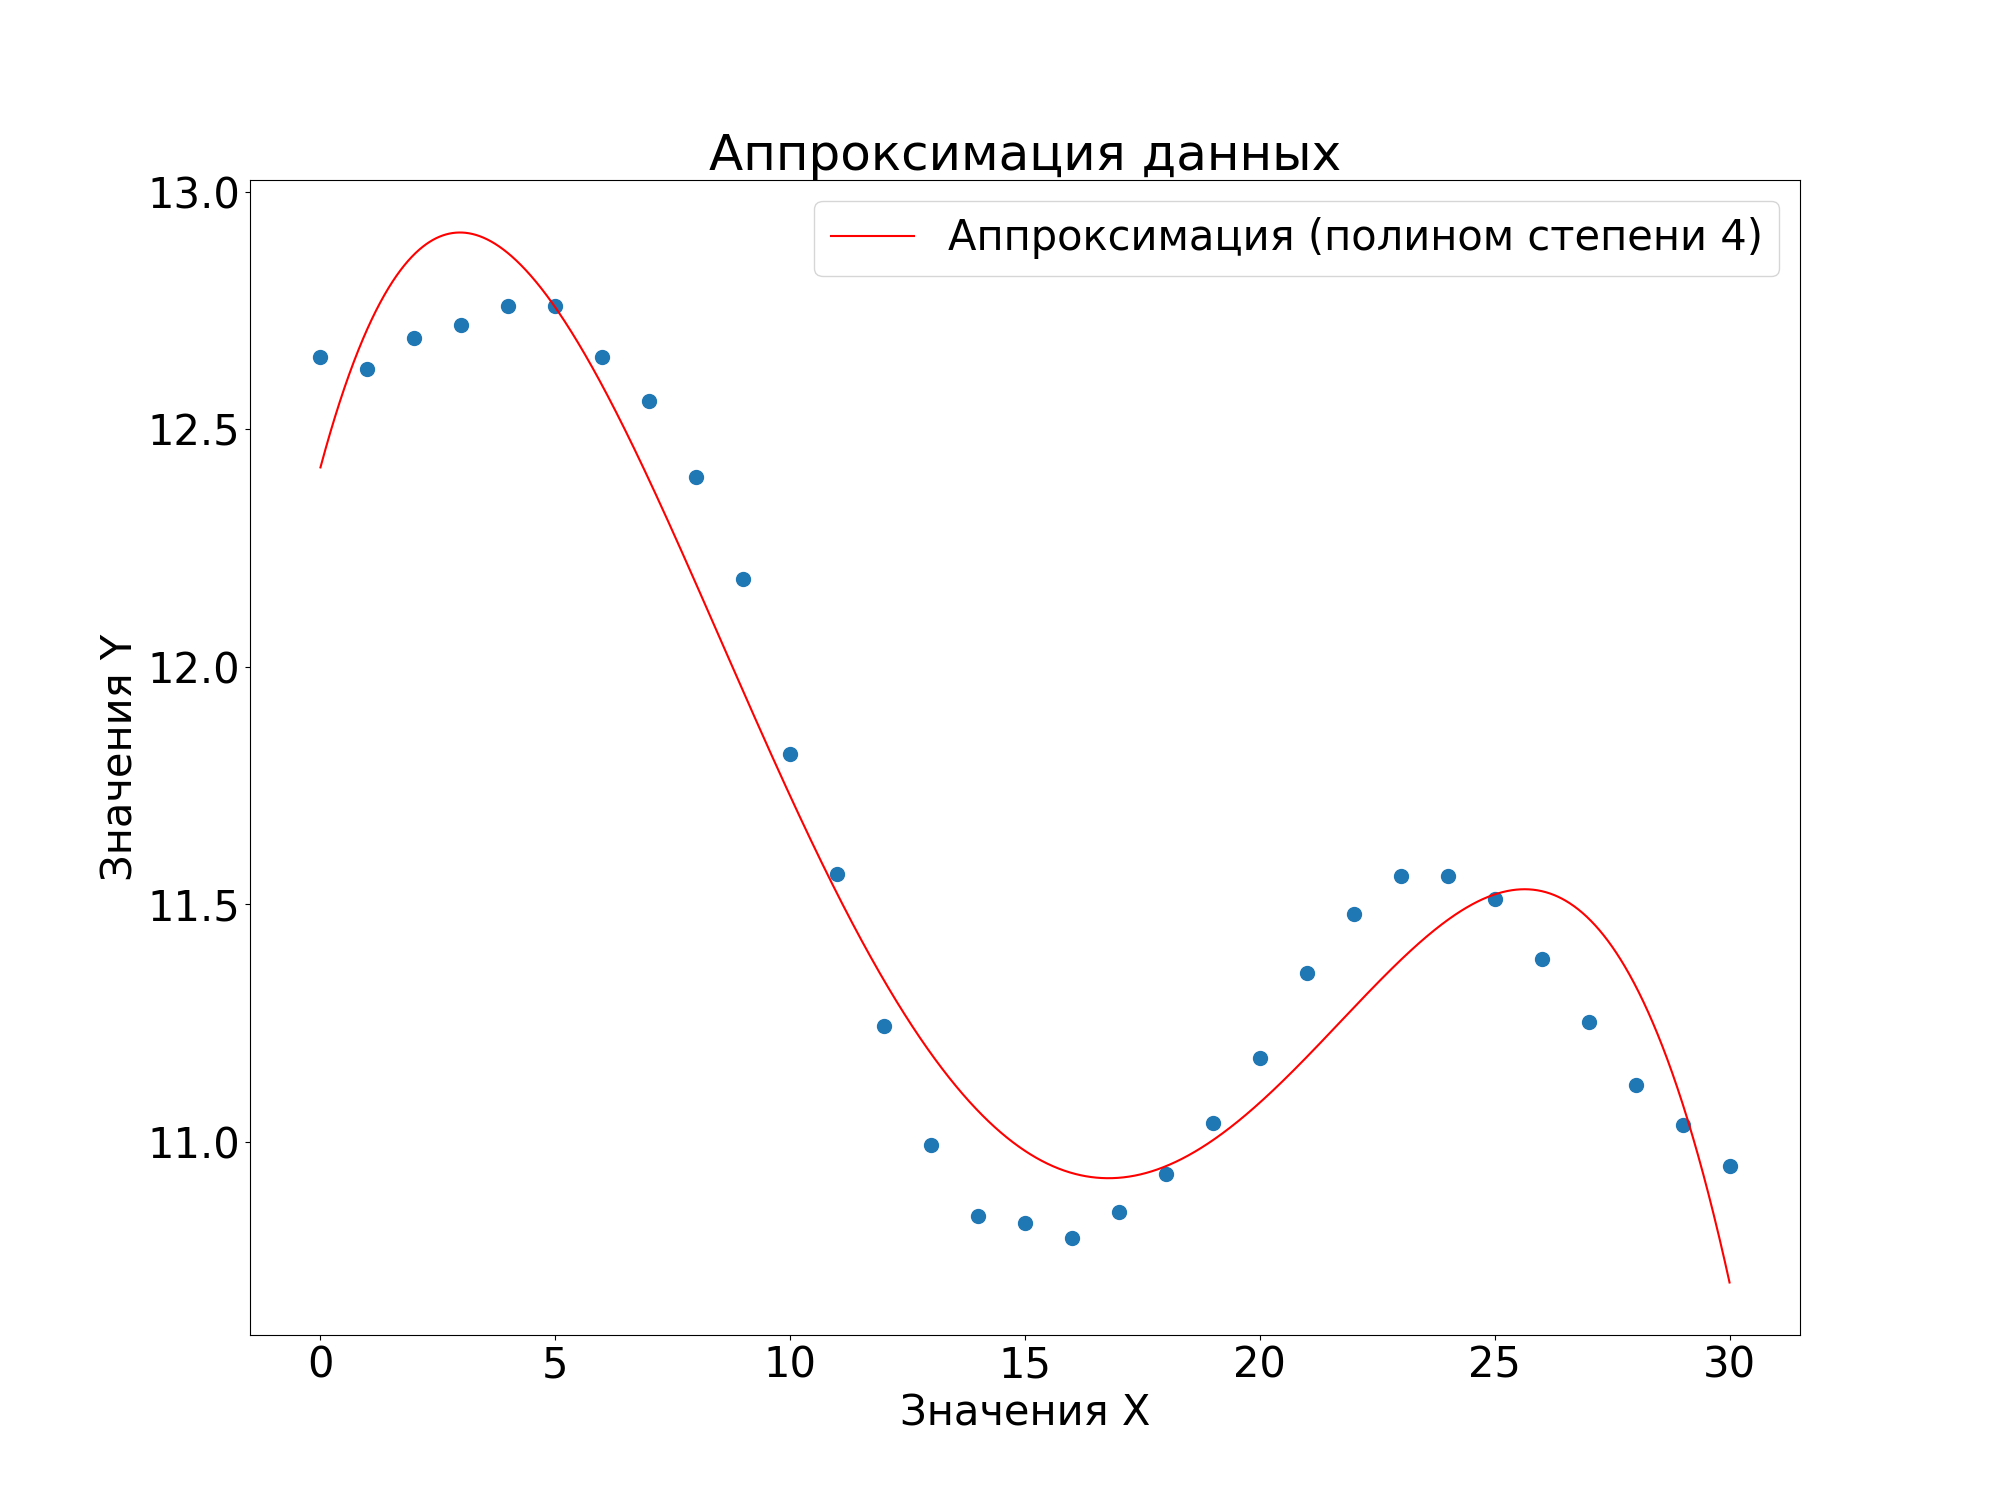 Аппроксимация данных
Аппроксимация (полином степени 4)
13.0
12.5
12.0
11.5
11.0
Значения Y
0 5 10 15 20 25 30
Значения X